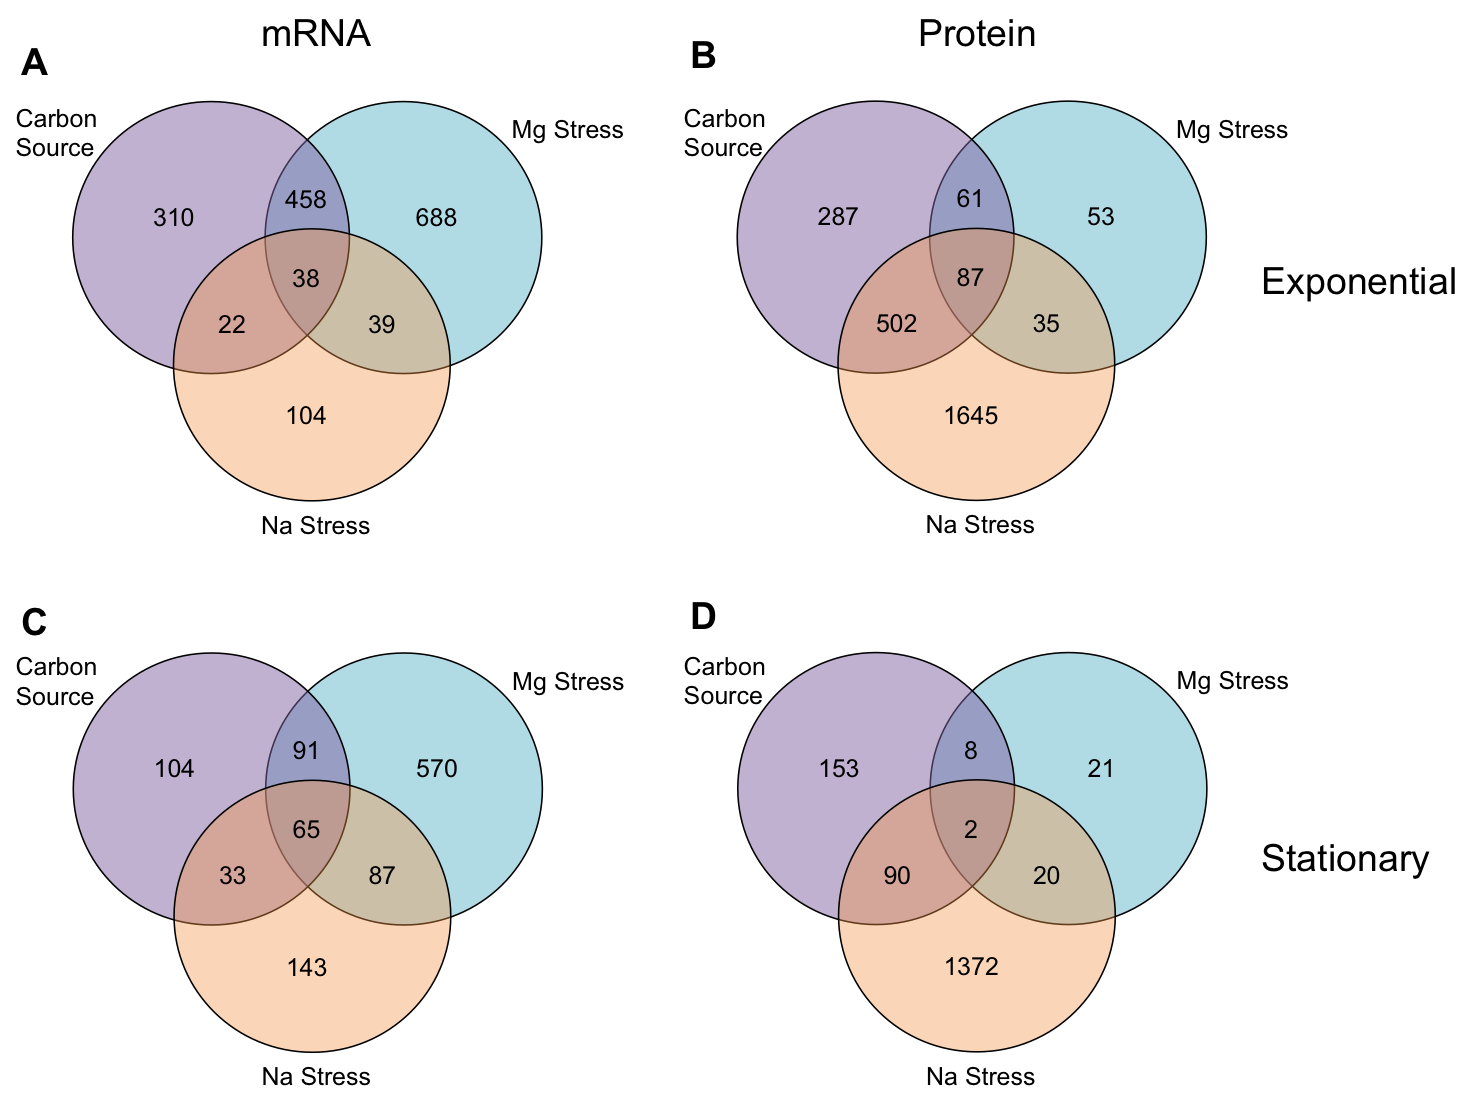 mRNA
Protein
A
B
Carbon
Source
Mg Stress
310
458
688
38
22
39
104
Na Stress
Carbon
Source
Mg Stress
287
61
53
87
502
35
1645
Na Stress
Exponential
C
D
Carbon
Source
Mg Stress
104
91
570
65
33
87
143
Na Stress
Carbon
Source
Mg Stress
153
8
21
2
90
20
1372
Na Stress
Stationary